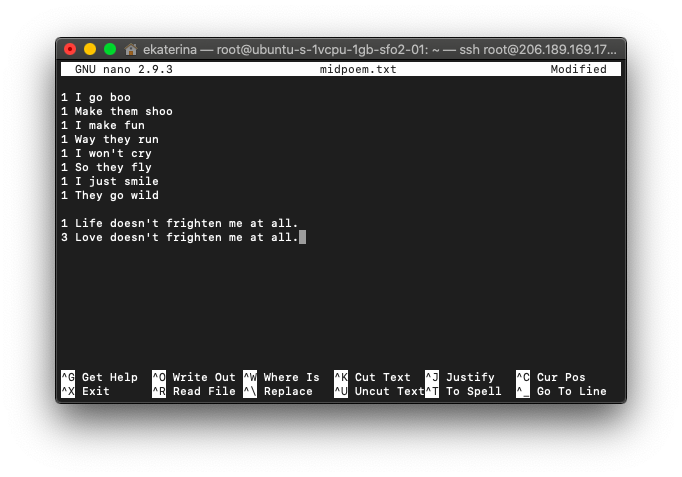 ekaterina — root@ubuntu-s-1vcpu-1gb-sfo2-01: ~ — ssh root@206.189.169.17...
GNU nano 2.9.3 midpoem.txt Modified
1 I go boo
1 Make them shoo
1 I make fun
1 Way they run
1 I won't cry
1 So they fly
1 I just smile
1 They go wild
1 Life doesn't frighten me at all.
3 Love doesn't frighten me at all.
^G Get Help ^O Write Out ^W Where Is ^K Cut Text ^J Justify ^C Cur Pos
^X Exit ^R Read File ^\ Replace ^U Uncut Text ^T To Spell ^_ Go To Line